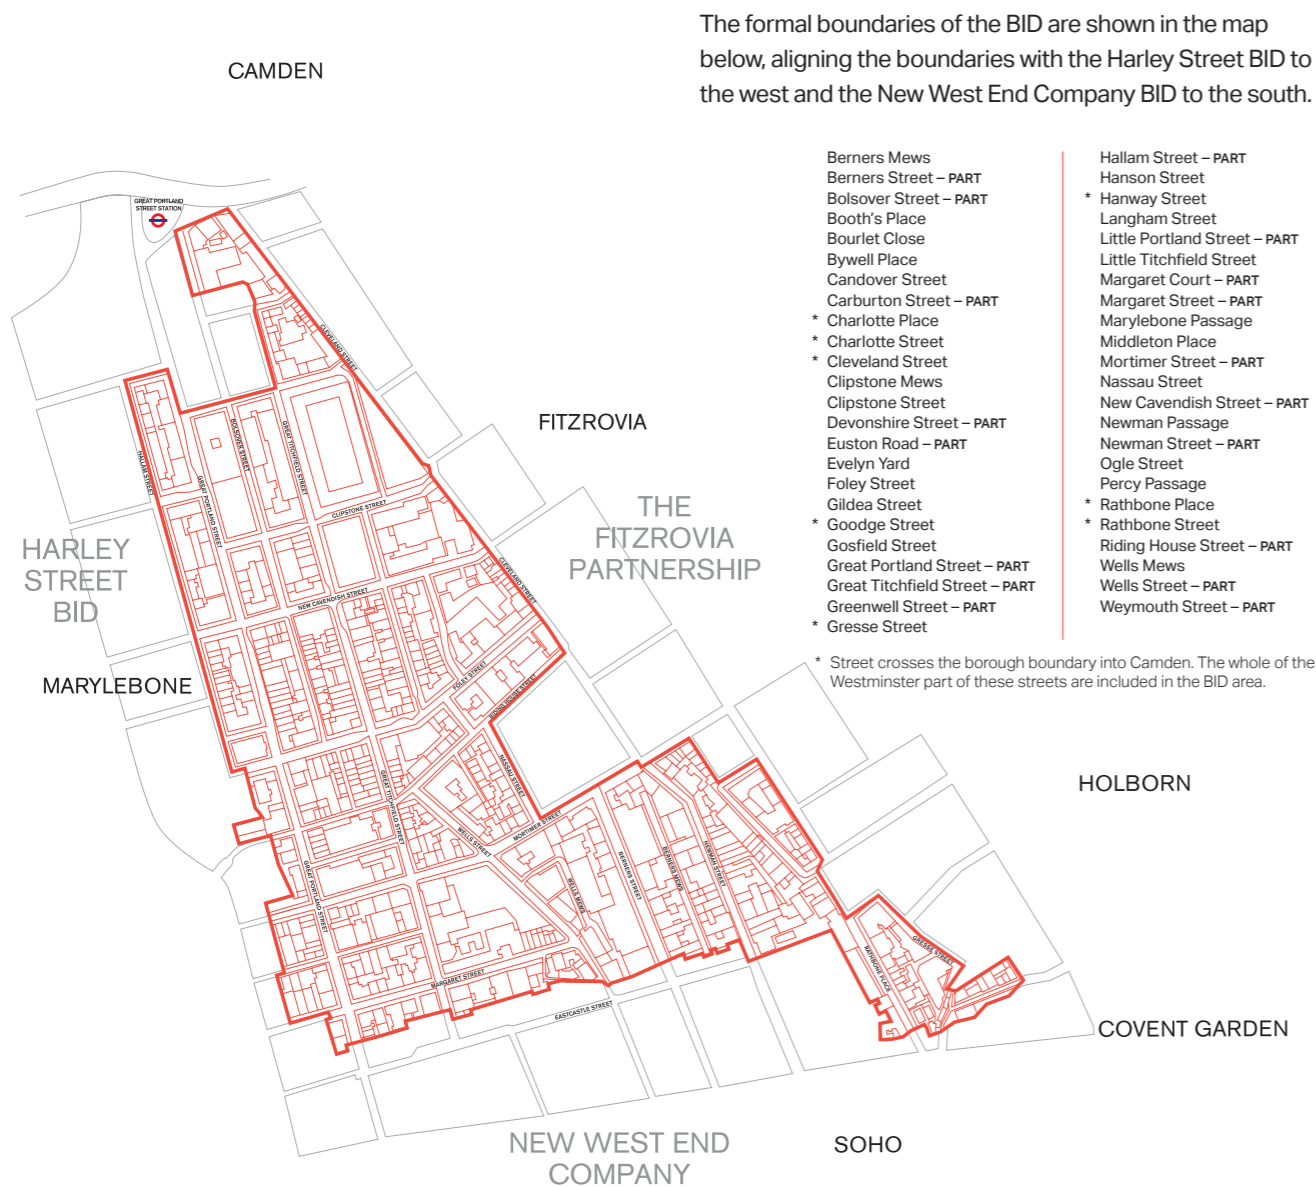 The formal boundaries of the BID are shown in the map
below, aligning the boundaries with the Harley Street BID to
the west and the New West End Company BID to the south.
Berners Mews
Berners Street – PART
Bolsover Street – PART
Booth's Place
Bourlet Close
Bywell Place
Candover Street
Carburton Street – PART
* Charlotte Place
* Charlotte Street
* Cleveland Street
Clipstone Mews
Clipstone Street
Devonshire Street – PART
Euston Road – PART
Evelyn Yard
Foley Street
Gildea Street
* Goodge Street
Gosfield Street
Great Portland Street – PART
Great Titchfield Street – PART
Greenwell Street – PART
* Gresse Street
Hallam Street – PART
Hanson Street
* Hanway Street
Langham Street
Little Portland Street – PART
Little Titchfield Street
Margaret Court – PART
Margaret Street – PART
Marylebone Passage
Middleton Place
Mortimer Street – PART
Nassau Street
New Cavendish Street – PART
Newman Passage
Newman Street – PART
Ogle Street
Percy Passage
* Rathbone Place
* Rathbone Street
Riding House Street – PART
Wells Mews
Wells Street – PART
Weymouth Street – PART
* Street crosses the borough boundary into Camden. The whole of the
Westminster part of these streets are included in the BID area.
CAMDEN
GREAT PORTLAND
STREET STATION
CLEVELAND STREET
FITZROVIA
BOLSOVER STREET
GREAT TITCHFIELD STREET
HALLAM STREET
GREAT PORTLAND STREET
CLIPSTONE STREET
THE
FITZROVIA
PARTNERSHIP
HARLEY
STREET
BID
CLEVELAND STREET
NEW CAVENDISH STREET
MARYLEBONE
FOLEY STREET
RIDING HOUSE STREET
NASSAU STREET
GREAT TITCHFIELD STREET
HOLBORN
MORTIMER STREET
WELLS STREET
BERNERS STREET
BERNERS MEWS
NEWMAN STREET
WELLS MEWS
GREAT PORTLAND STREET
GRESSE STREET
RATHBONE PLACE
MARGARET STREET
EASTCASTLE STREET
COVENT GARDEN
NEW WEST END
COMPANY
SOHO